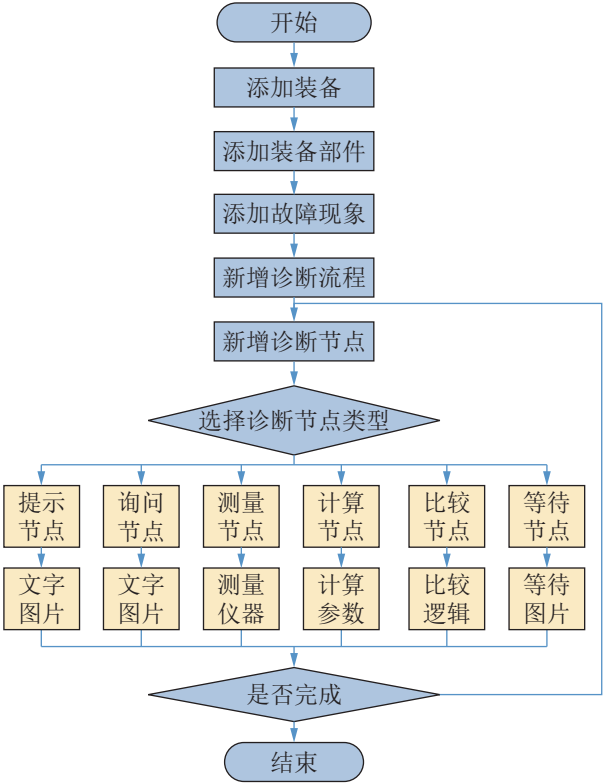 开始
添加装备
添加装备部件
添加故障现象
新增诊断流程
新增诊断节点
选择诊断节点类型
提示
节点
询问
节点
测量
节点
计算
节点
比较
节点
等待
节点
文字
图片
文字
图片
测量
仪器
计算
参数
比较
逻辑
等待
图片
是否完成
结束